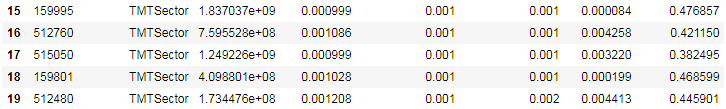 15 159995 TMTSector 1.837037e+09 0.000999 0.001 0.001 0.000084 0.476857
16 512760 TMTSector 7.595528e+08 0.001086 0.001 0.001 0.004258 0.421150
17 515050 TMTSector 1.249226e+09 0.000999 0.001 0.001 0.003220 0.382495
18 159801 TMTSector 4.098801e+08 0.001028 0.001 0.001 0.000199 0.468599
19 512480 TMTSector 1.734476e+08 0.001208 0.001 0.002 0.004413 0.445901